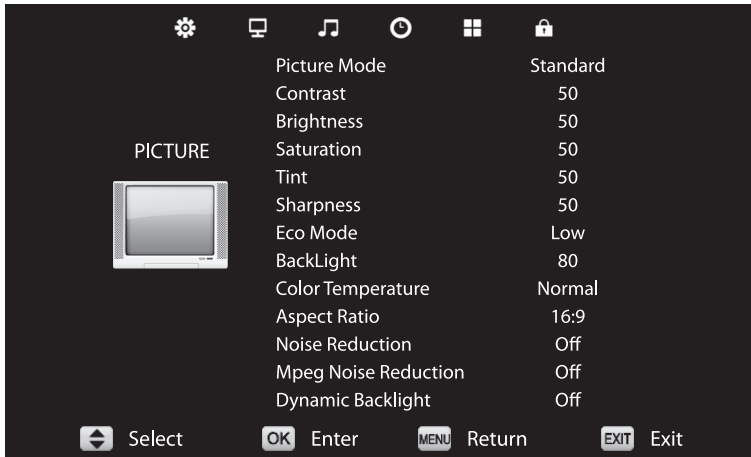 Picture Mode Standard
Contrast 50
Brightness 50
PICTURE
Saturation 50
Tint 50
Sharpness 50
Eco Mode Low
BackLight 80
Color Temperature Normal
Aspect Ratio 16:9
Noise Reduction Off
Mpeg Noise Reduction Off
Dynamic Backlight Off
Select OK Enter MENU Return EXIT Exit